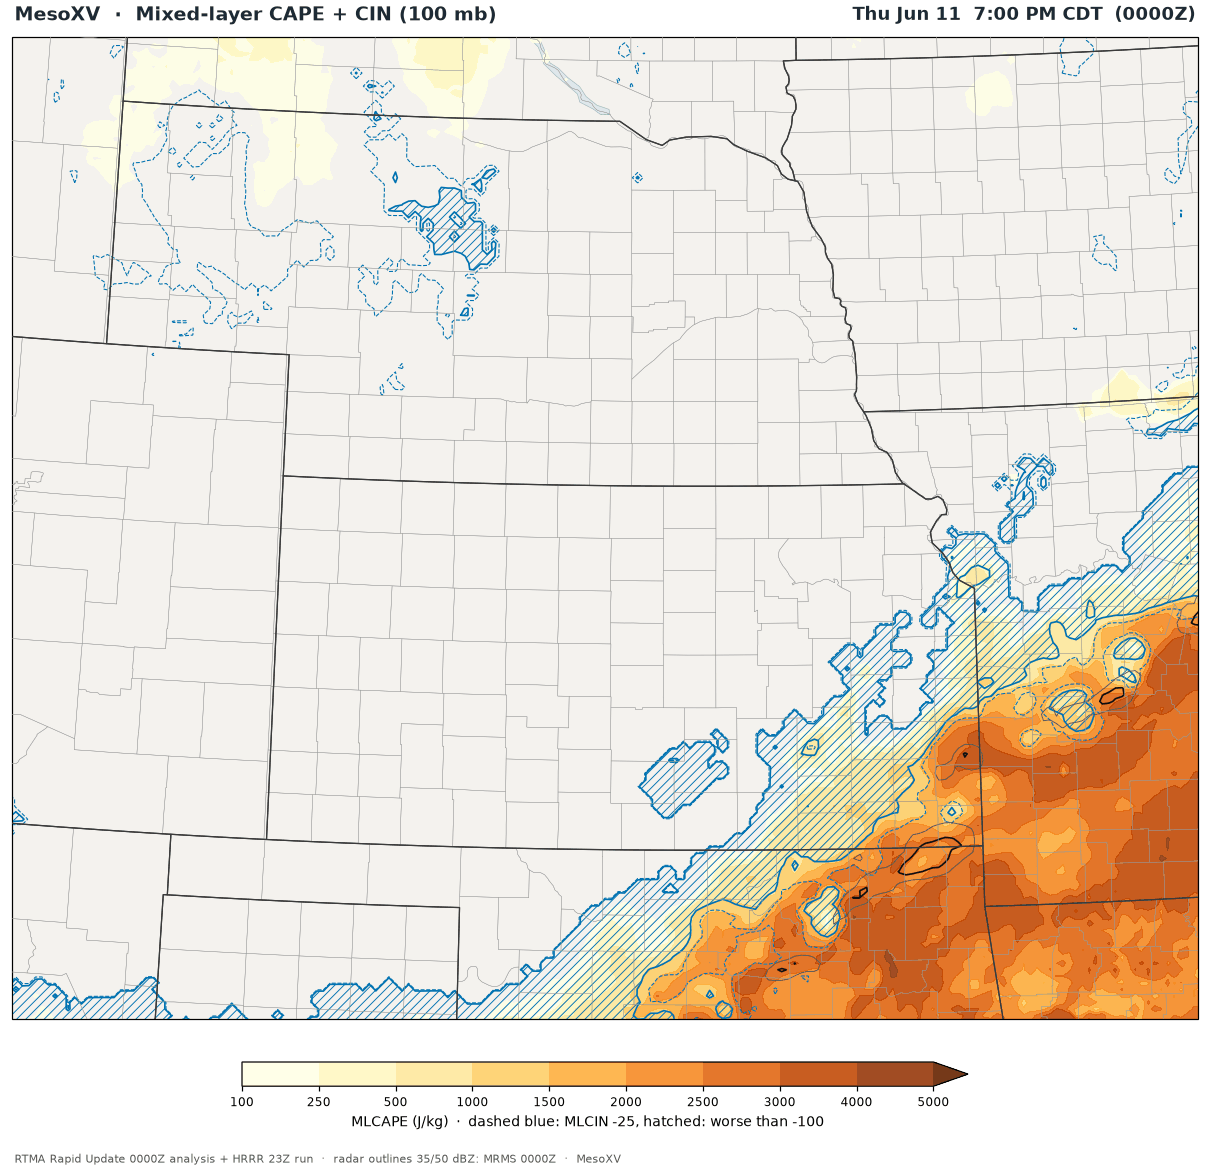 MesoXV · Mixed-layer CAPE + CIN (100 mb)
Thu Jun 11 7:00 PM CDT (0000Z)
100 250 500 1000 1500 2000 2500 3000 4000 5000
MLCAPE (J/kg) · dashed blue: MLCIN -25, hatched: worse than -100
RTMA Rapid Update 0000Z analysis + HRRR 23Z run · radar outlines 35/50 dBZ: MRMS 0000Z · MesoXV